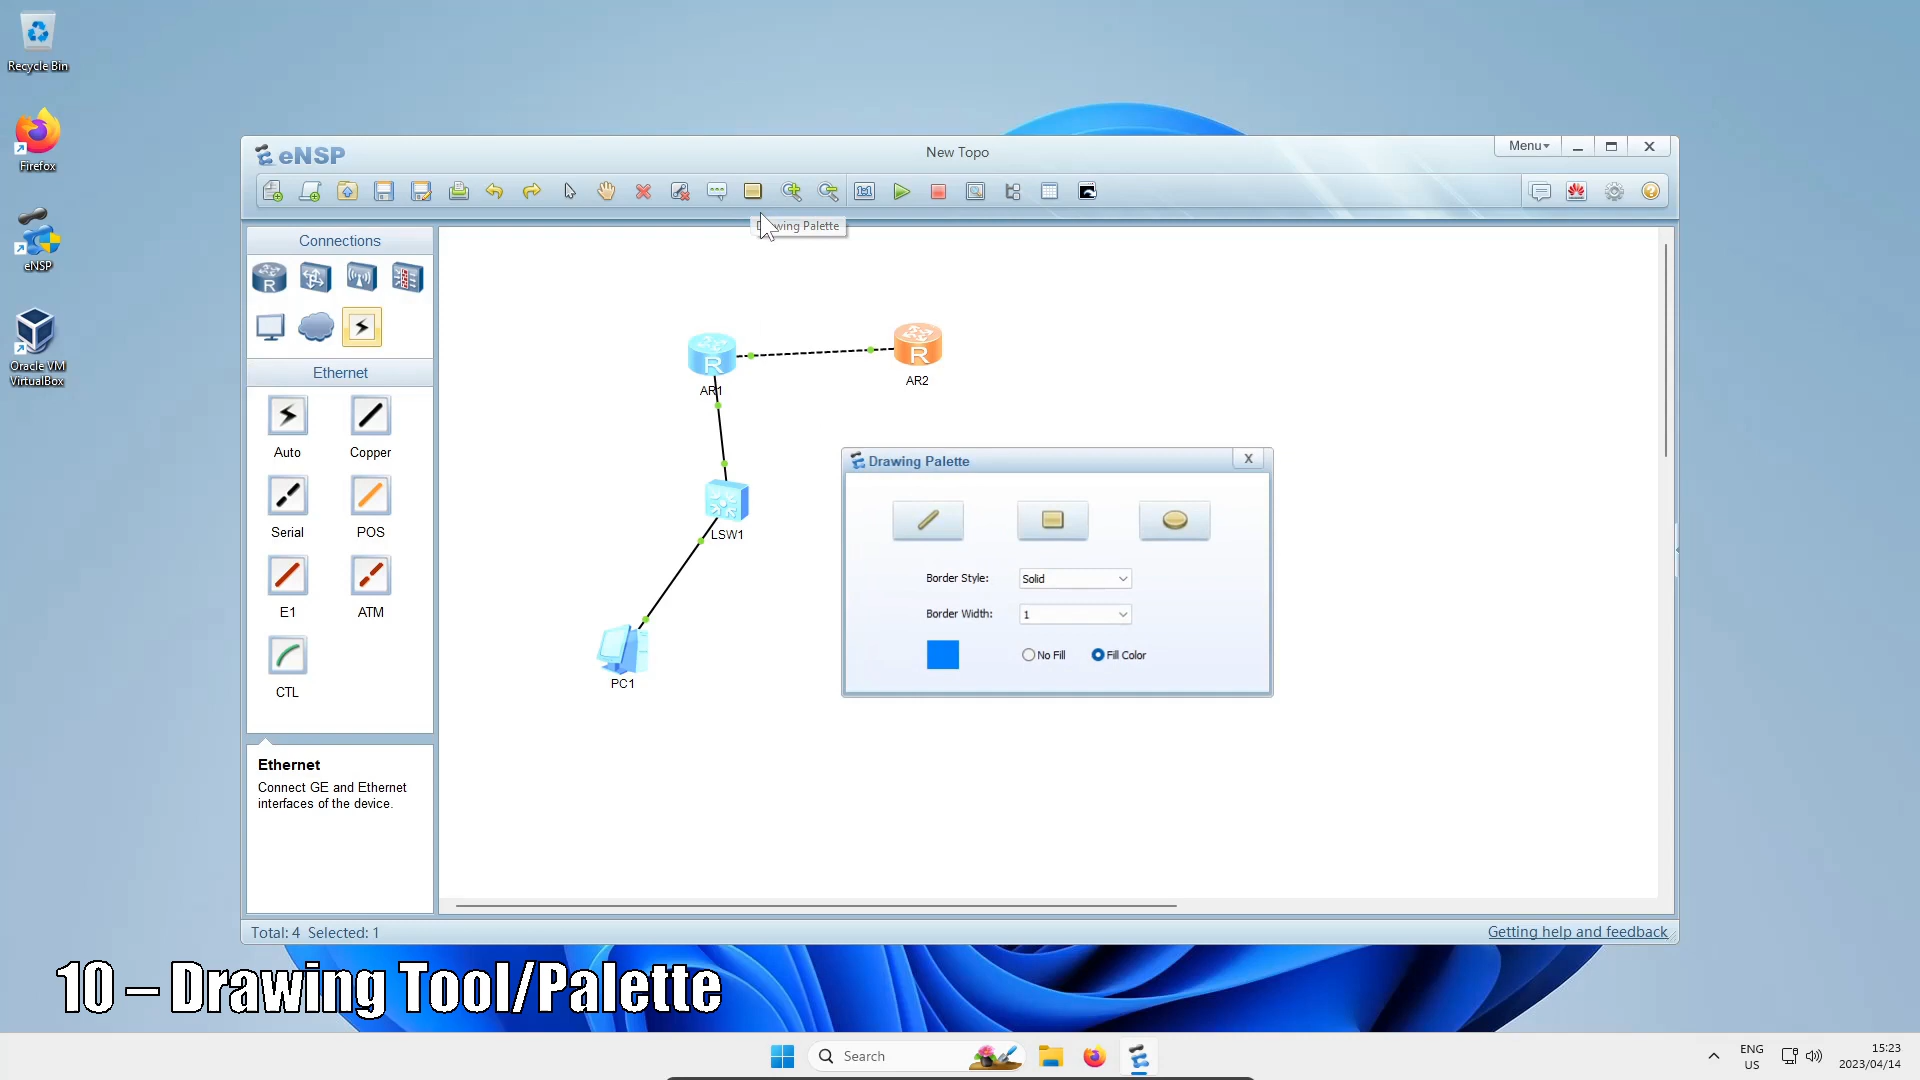 Recycle Bin
Firefox
eNSP
Oracle VM
VirtualBox
eNSP
New Topo
Menu
Drawing Palette
Connections
Ethernet
Auto
Copper
Serial
POS
E1
ATM
CTL
Ethernet
Connect GE and Ethernet
interfaces of the device.
R
AR1
R
AR2
LSW1
PC1
Drawing Palette
X
Border Style:
Solid
Border Width:
1
No Fill
Fill Color
Total: 4 Selected: 1
Getting help and feedback
10 – Drawing Tool/Palette
Search
ENG
US
15:23
2023/04/14